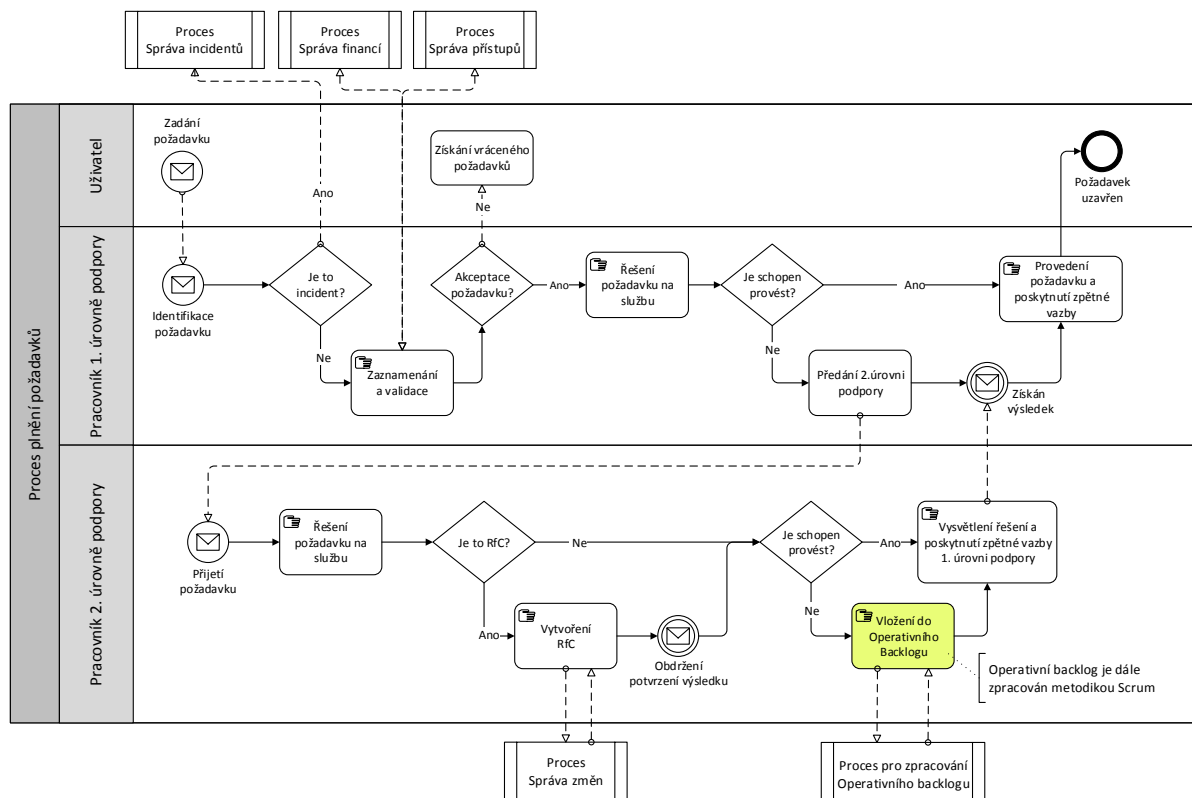 Proces
Správa incidentů
Proces
Správa financí
Proces
Správa přístupů
Proces plnění požadavků
Uživatel
Zadání
požadavku
Ano
Získání vráceného
požadavků
Ne
Požadavek
uzavřen
Pracovník 1. úrovně podpory
Identifikace
požadavku
Je to
incident?
Ne
Zaznamenání
a validace
Akceptace
požadavku?
Ano
Řešení
požadavku na
službu
Je schopen
provést?
Ano
Ne
Předání 2.úrovni
podpory
Získán
výsledek
Provedení
požadavku a
poskytnutí zpětné
vazby
Pracovník 2. úrovně podpory
Přijetí
požadavku
Řešení
požadavku na
službu
Je to RfC?
Ne
Ano
Vytvoření
RfC
Obdržení
potvrzení výsledku
Je schopen
provést?
Ano
Ne
Vysvětlení řešení a
poskytnutí zpětné vazby
1. úrovni podpory
Vložení do
Operativního
Backlogu
Operativní backlog je dále
zpracován metodikou Scrum
Proces
Správa změn
Proces pro zpracování
Operativního backlogu